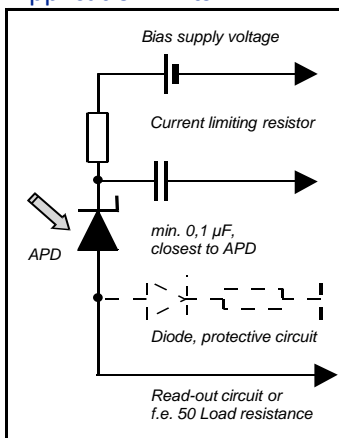 Bias supply voltage
Current limiting resistor
min. 0,1 µF,
closest to APD
APD
Diode, protective circuit
Read-out circuit or
f.e. 50 Load resistance